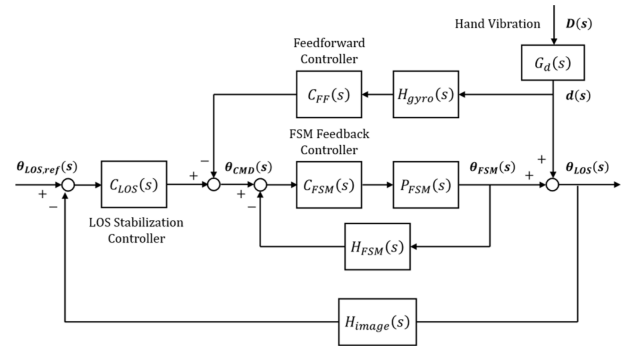 Hand Vibration D(s)
Feedforward
Controller
G_d(s)
C_FF(s)
H_gyro(s)
d(s)
−
FSM Feedback
Controller
θ_LOS,ref(s)
C_LOS(s)
+
θ_CMD(s)
C_FSM(s)
P_FSM(s)
θ_FSM(s)
+
+
θ_LOS(s)
+
−
+
−
LOS Stabilization
Controller
H_FSM(s)
H_image(s)